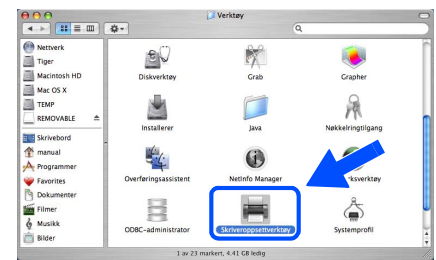 Verktøy
Nettverk
Tiger
Macintosh HD
Mac OS X
TEMP
REMOVABLE
Skrivebord
manual
Programmer
Favorites
Dokumenter
Filmer
Musikk
Bilder
Diskverktøy
Grab
Grapher
Installerer
Java
Nøkkelringtilgang
Overføringsassistent
NetInfo Manager
rksverktøy
ODBC-administrator
Skriveroppsettverktøy
Systemprofil
1 av 23 markert, 4.41 GB ledig